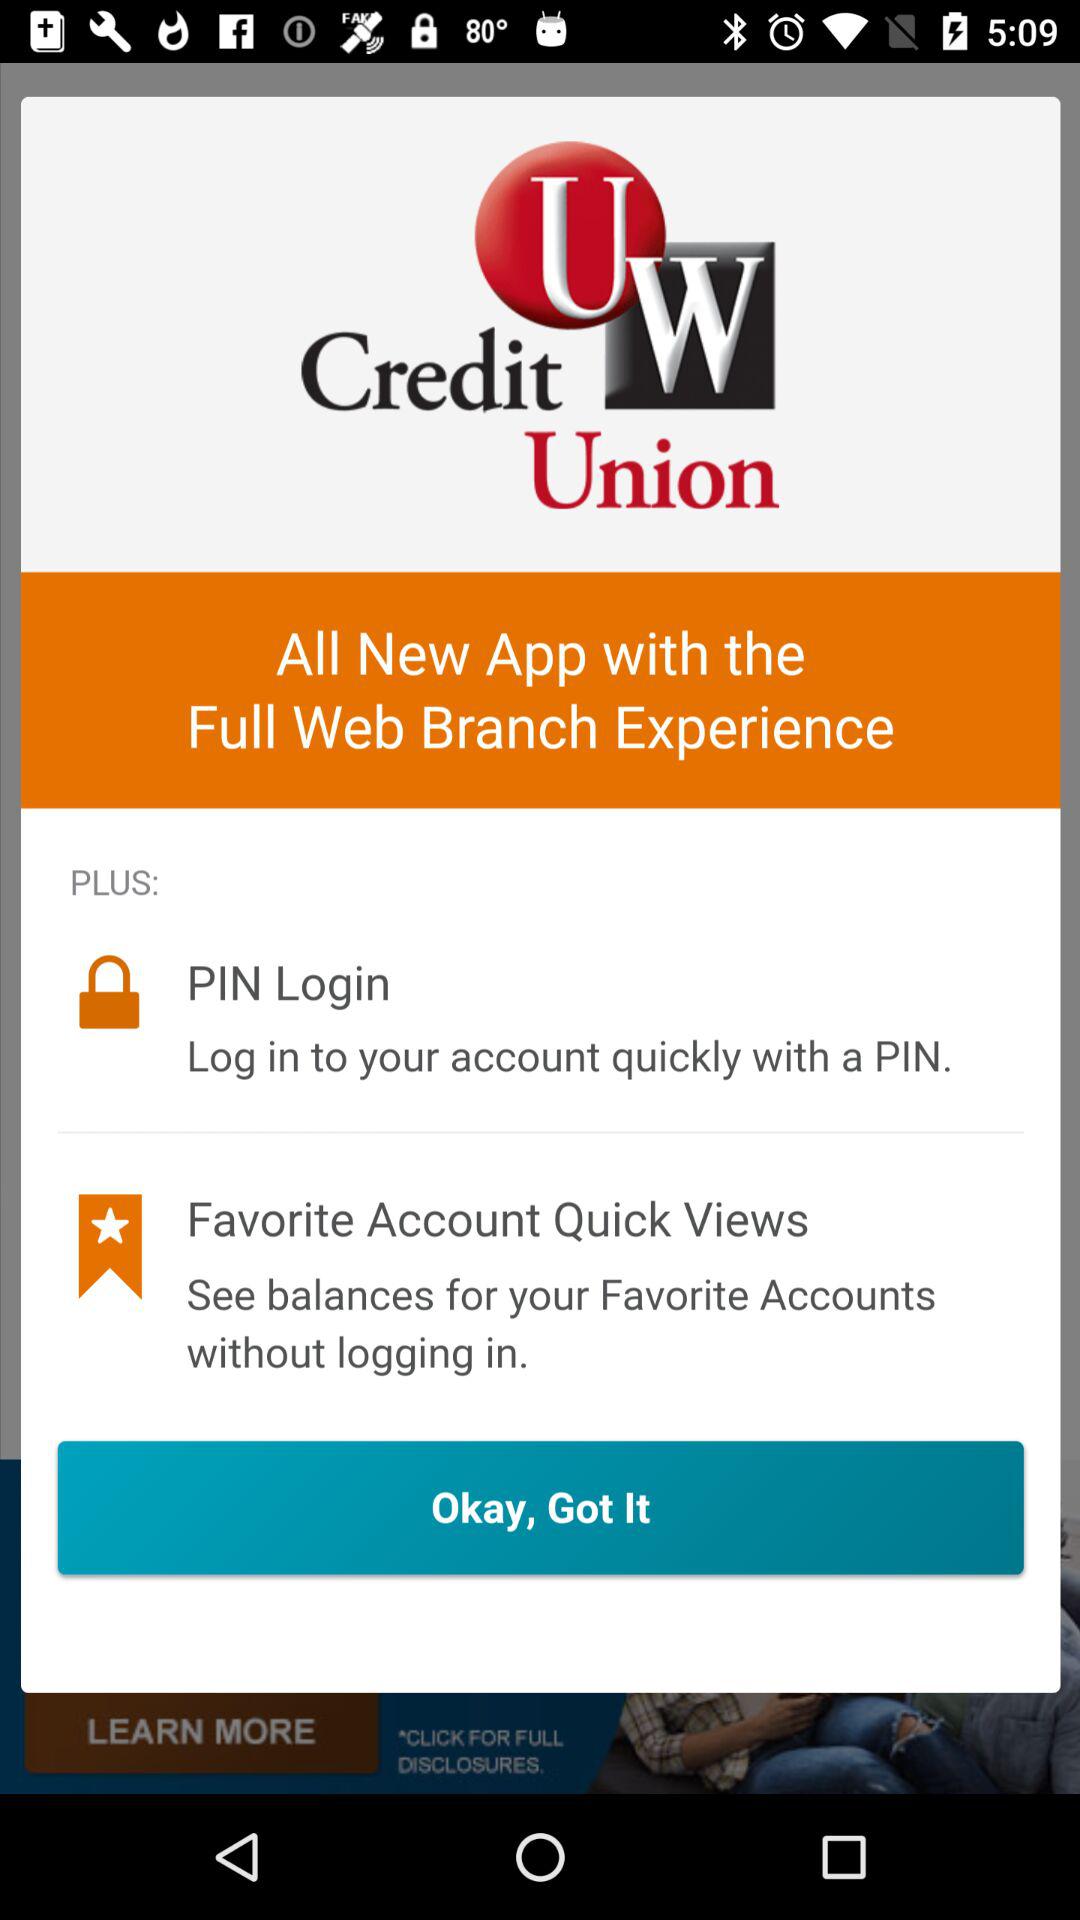 FAKE 80° 5:09
UW
Credit
Union
All New App with the
Full Web Branch Experience
PLUS:
PIN Login
Log in to your account quickly with a PIN.
Favorite Account Quick Views
See balances for your Favorite Accounts
without logging in.
Okay, Got It
LEARN MORE
*CLICK FOR FULL
DISCLOSURES.